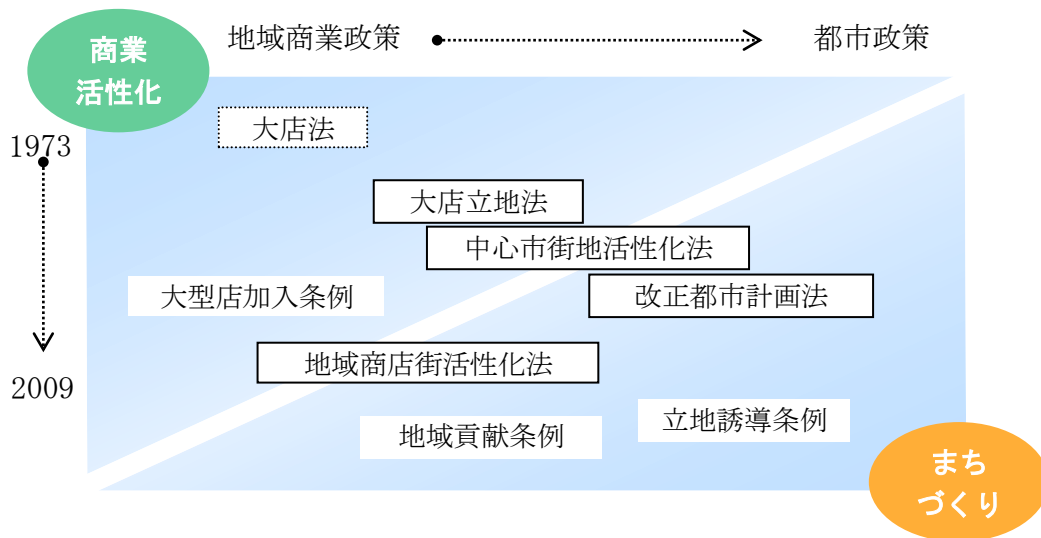 商業
活性化
地域商業政策
都市政策
1973
大店法
大店立地法
中心市街地活性化法
大型店加入条例
改正都市計画法
地域商店街活性化法
2009
地域貢献条例
立地誘導条例
まち
づくり